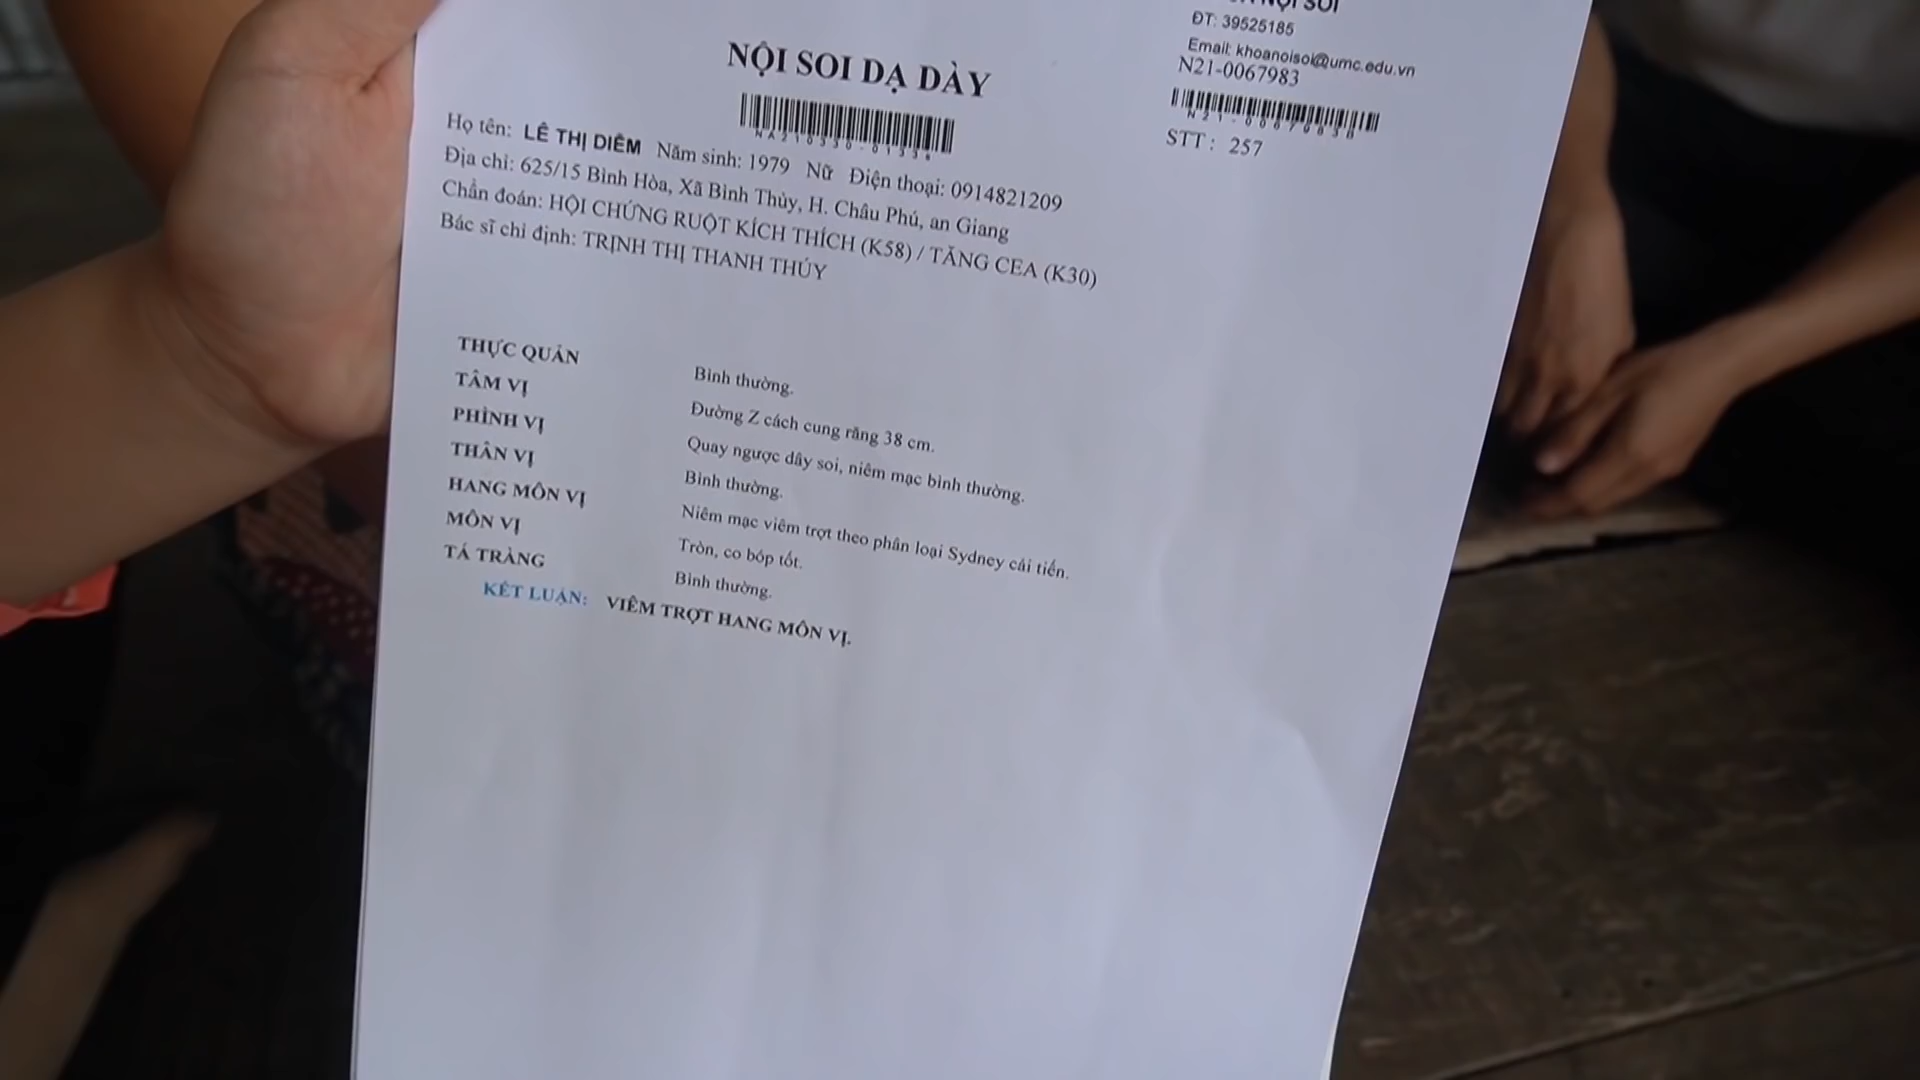 NỘI SOI
ĐT: 39525185
Email: khoanoisoi@umc.edu.vn
N21-0067983
STT : 257
NỘI SOI DẠ DÀY
Họ tên: LÊ THỊ DIỄM Năm sinh: 1979 Nữ Điện thoại: 0914821209
Địa chỉ: 625/15 Bình Hòa, Xã Bình Thủy, H. Châu Phú, an Giang
Chẩn đoán: HỘI CHỨNG RUỘT KÍCH THÍCH (K58) / TĂNG CEA (K30)
Bác sĩ chỉ định: TRỊNH THỊ THANH THÚY
THỰC QUẢN Bình thường.
TÂM VỊ Đường Z cách cung răng 38 cm.
PHÌNH VỊ Quay ngược dây soi, niêm mạc bình thường.
THÂN VỊ Bình thường.
HANG MÔN VỊ Niêm mạc viêm trợt theo phân loại Sydney cải tiến.
MÔN VỊ Tròn, co bóp tốt.
TÁ TRÀNG Bình thường.
KẾT LUẬN: VIÊM TRỢT HANG MÔN VỊ.